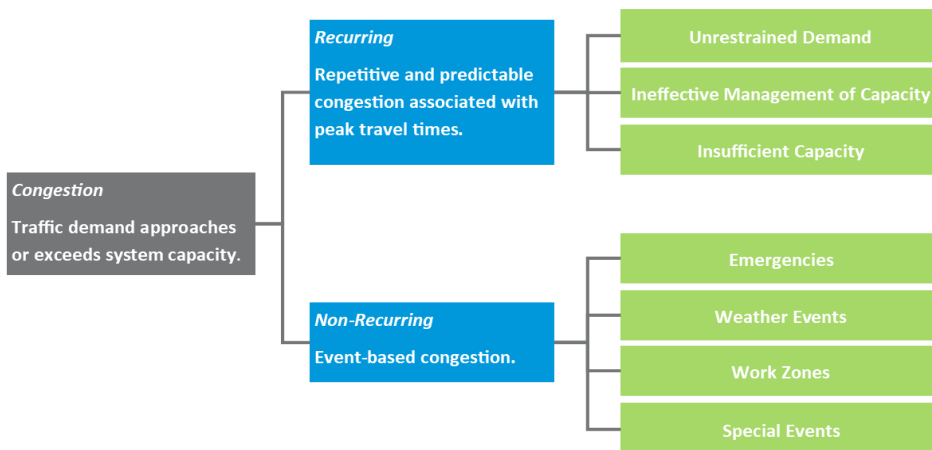 Congestion
Traffic demand approaches
or exceeds system capacity.
Recurring
Repetitive and predictable
congestion associated with
peak travel times.
Unrestrained Demand
Ineffective Management of Capacity
Insufficient Capacity
Non-Recurring
Event-based congestion.
Emergencies
Weather Events
Work Zones
Special Events